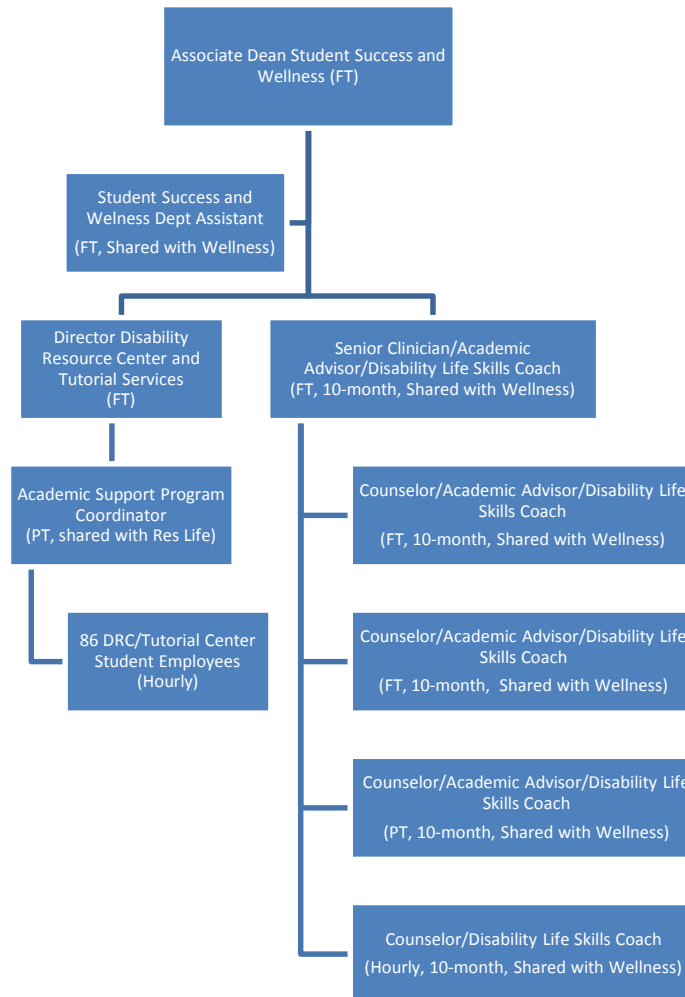 Associate Dean Student Success and
Wellness (FT)
Student Success and
Welness Dept Assistant
(FT, Shared with Wellness)
Director Disability
Resource Center and
Tutorial Services
(FT)
Senior Clinician/Academic
Advisor/Disability Life Skills Coach
(FT, 10-month, Shared with Wellness)
Academic Support Program
Coordinator
(PT, shared with Res Life)
86 DRC/Tutorial Center
Student Employees
(Hourly)
Counselor/Academic Advisor/Disability Life
Skills Coach
(FT, 10-month, Shared with Wellness)
Counselor/Academic Advisor/Disability Life
Skills Coach
(FT, 10-month,  Shared with Wellness)
Counselor/Academic Advisor/Disability Life
Skills Coach
(PT, 10-month, Shared with Wellness)
Counselor/Disability Life Skills Coach
(Hourly, 10-month, Shared with Wellness)